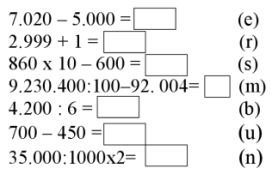 7.020 – 5.000 = (e)
2.999 + 1 = (r)
860 x 10 – 600 = (s)
9.230.400:100–92. 004= (m)
4.200 : 6 = (b)
700 – 450 = (u)
35.000:1000x2= (n)